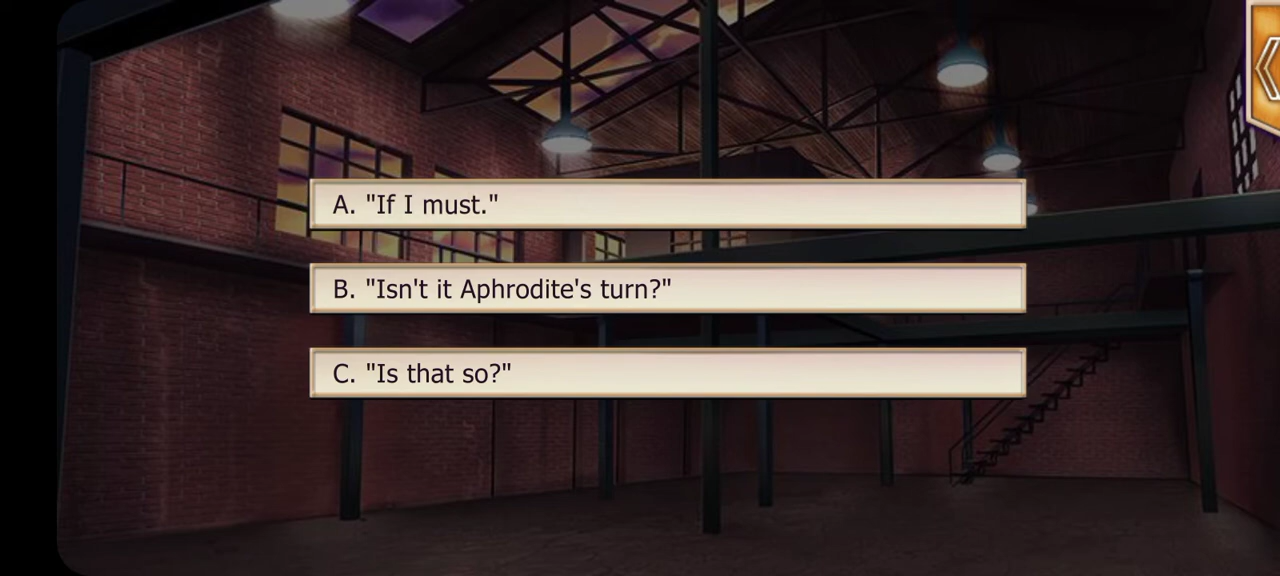 A. "If I must."
B. "Isn't it Aphrodite's turn?"
C. "Is that so?"